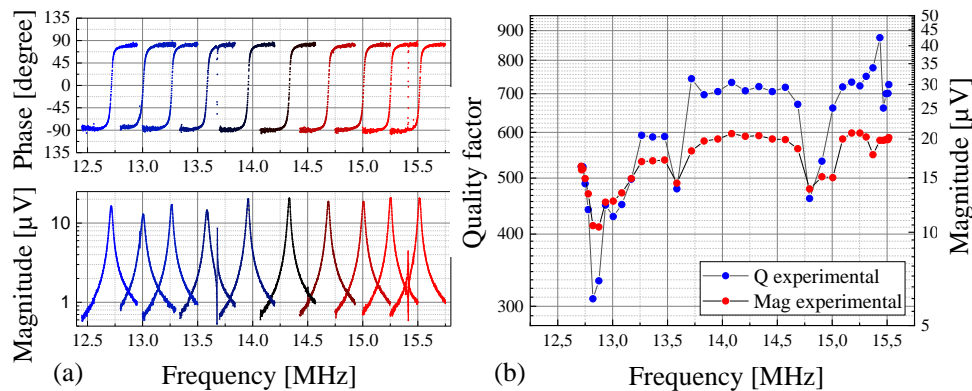 Phase [degree]
135
90
45
0
-45
-90
135
12.5 13.0 13.5 14.0 14.5 15.0 15.5
Magnitude [µ V]
10
1
12.5 13.0 13.5 14.0 14.5 15.0 15.5
(a) Frequency [MHz]
Quality factor
900
800
700
600
500
400
300
50
45
40
35
30
25
20
15
10
5
Magnitude [µV]
Q experimental
Mag experimental
12,5 13,0 13,5 14,0 14,5 15,0 15,5
(b) Frequency [MHz]